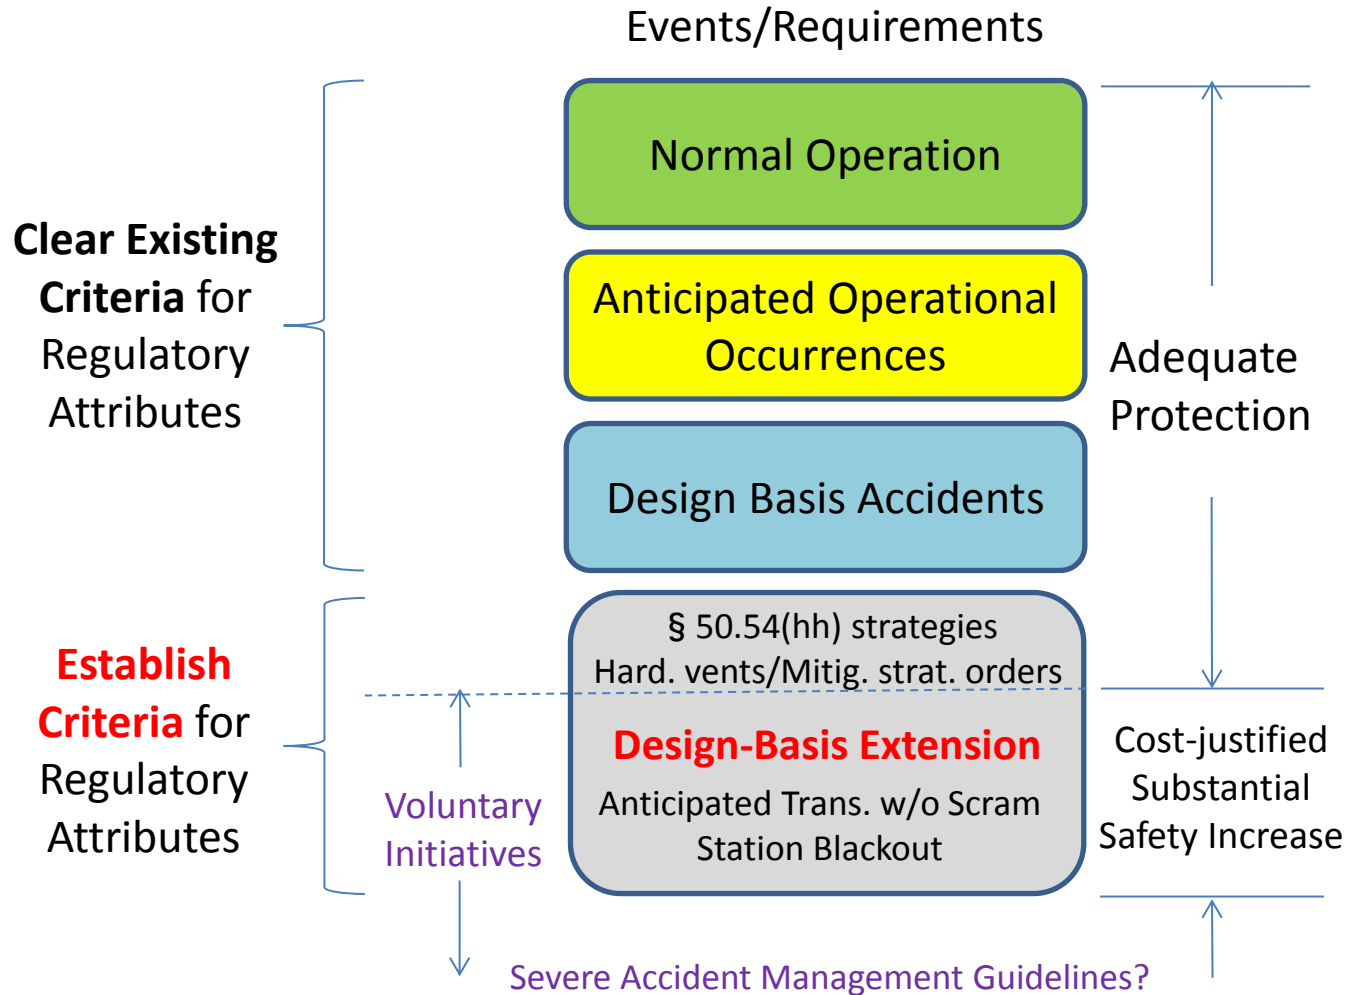 Events/Requirements
Normal Operation
Clear Existing
Criteria for
Regulatory
Attributes
Anticipated Operational
Occurrences
Adequate
Protection
Design Basis Accidents
§ 50.54(hh) strategies
Hard. vents/Mitig. strat. orders
Establish
Criteria for
Regulatory
Attributes
Design-Basis Extension
Anticipated Trans. w/o Scram
Station Blackout
Voluntary
Initiatives
Cost-justified
Substantial
Safety Increase
Severe Accident Management Guidelines?